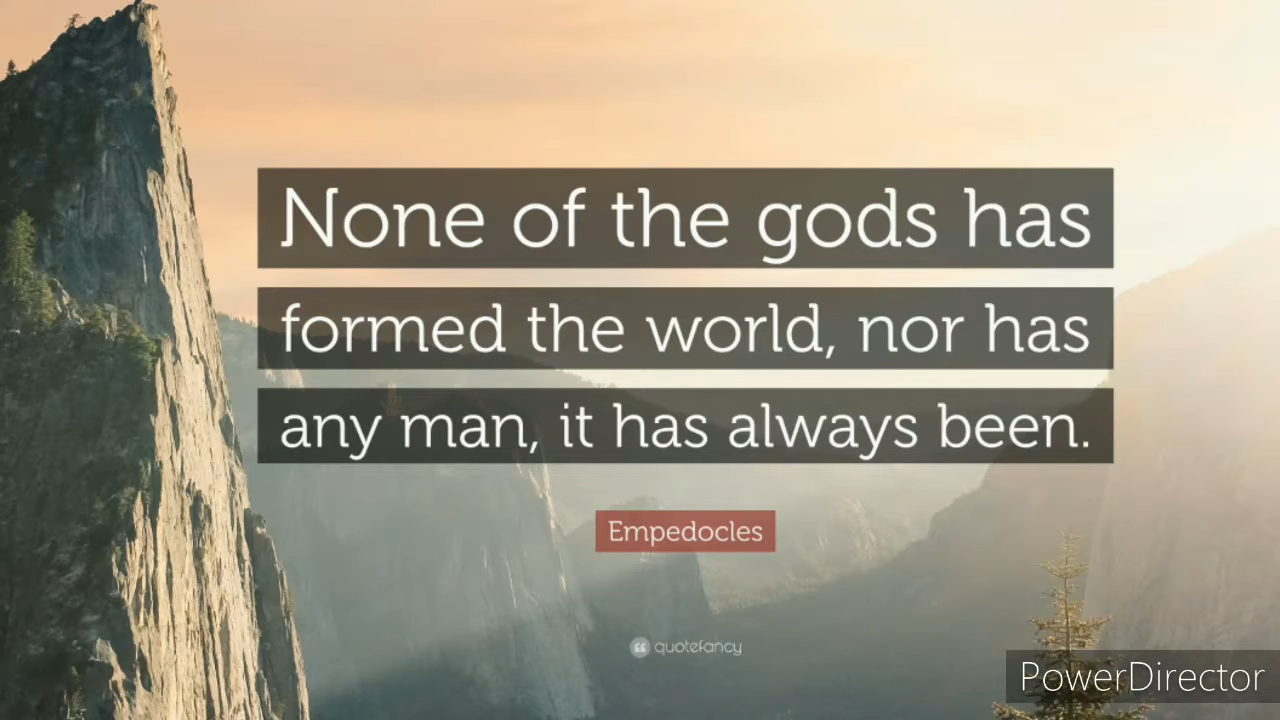 None of the gods has
formed the world, nor has
any man, it has always been.
Empedocles
quotefancy
PowerDirector